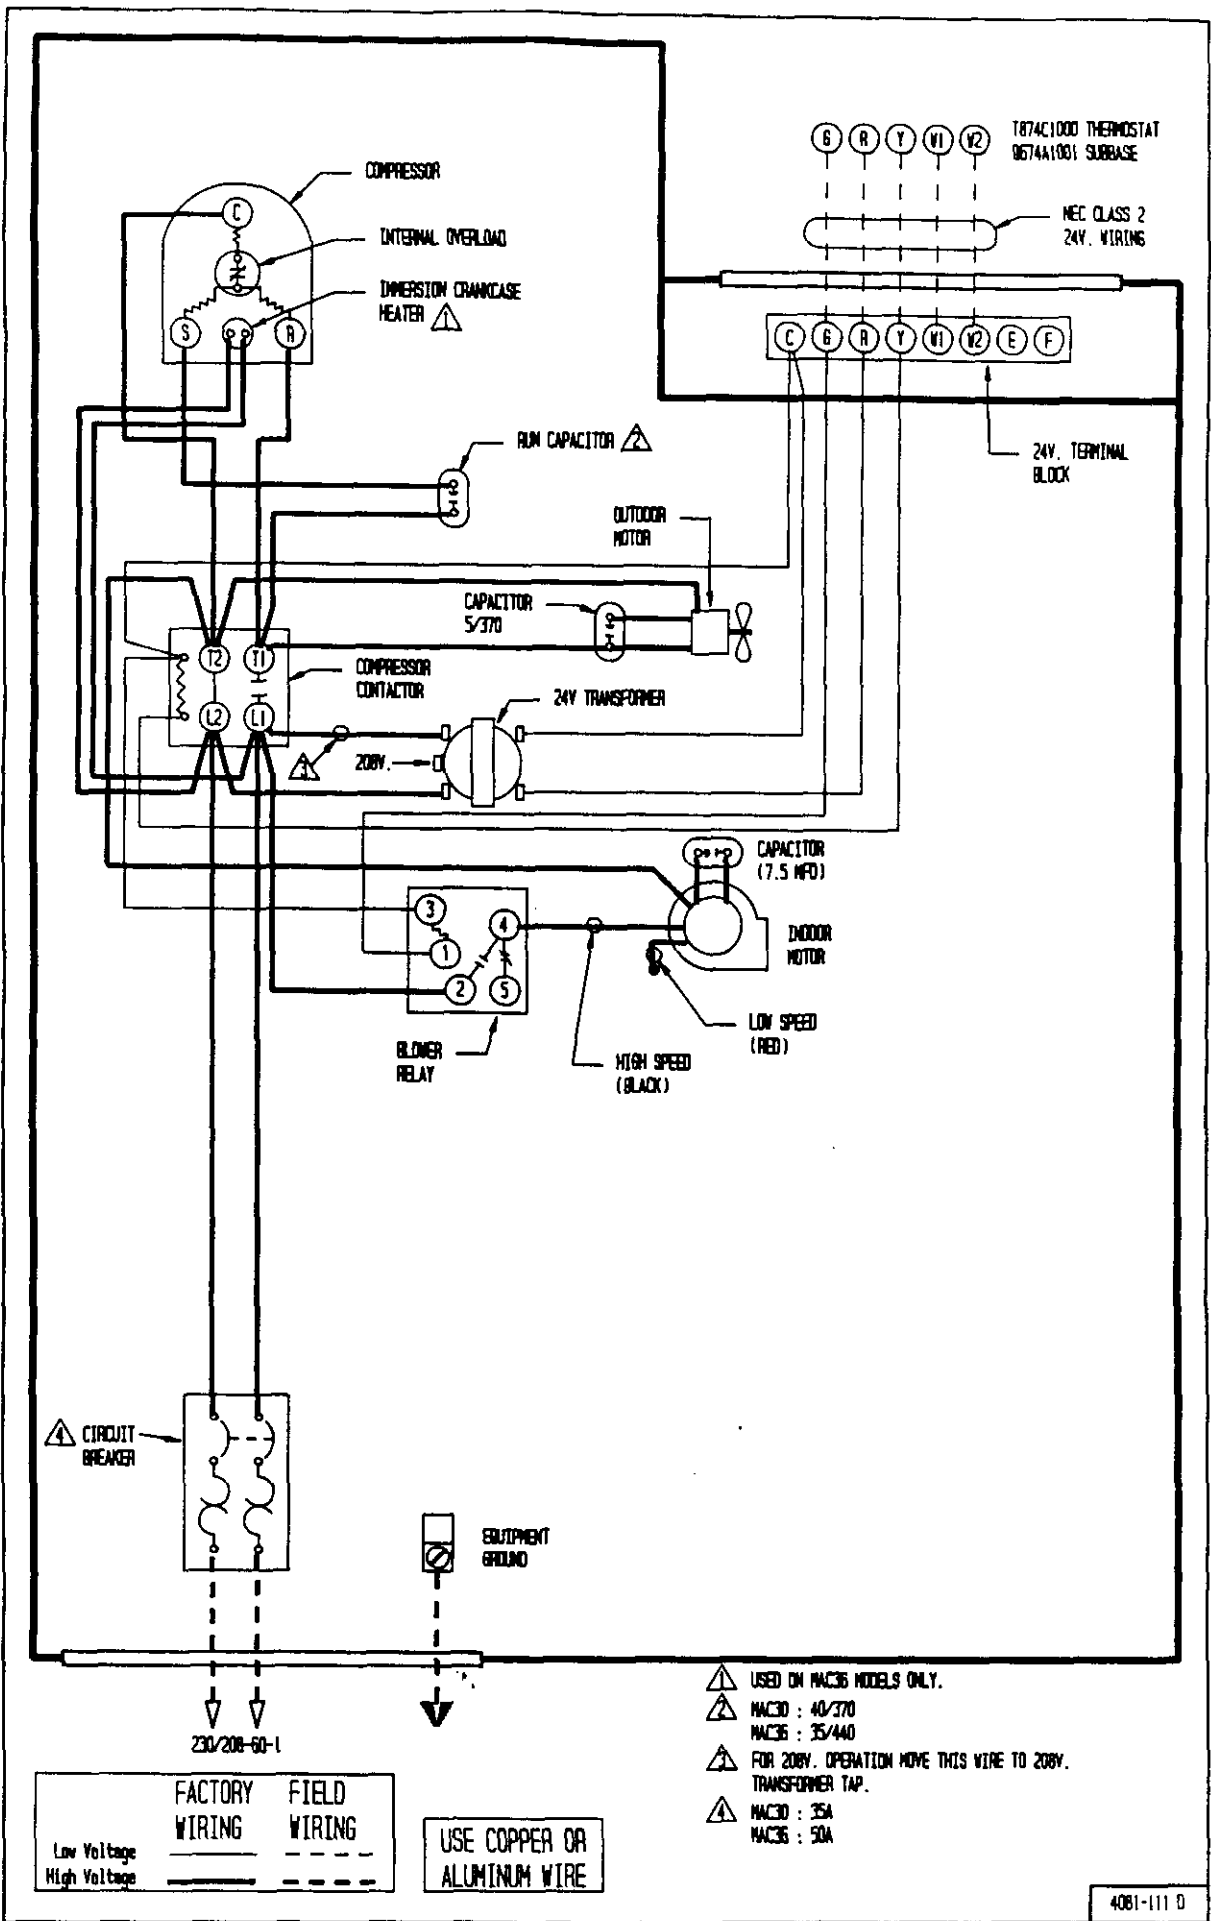 T874C1000 THERMOSTAT
Q674A1001 SUBBASE
G R Y W1 W2
NEC CLASS 2
24V. WIRING
COMPRESSOR
C
INTERNAL OVERLOAD
IMMERSION CRANKCASE
HEATER 1
S R
C G R Y W1 W2 E F
24V. TERMINAL
BLOCK
RUN CAPACITOR 2
OUTDOOR
MOTOR
CAPACITOR
5/370
T2 T1
COMPRESSOR
CONTACTOR
L2 L1
24V TRANSFORMER
3
208V.
CAPACITOR
(7.5 MFD)
INDOOR
MOTOR
3 4
1
2 5
LOW SPEED
(RED)
BLOWER
RELAY
HIGH SPEED
(BLACK)
4 CIRCUIT
BREAKER
EQUIPMENT
GROUND
230/208-60-1
1 USED ON MAC36 MODELS ONLY.
2 MAC30 : 40/370
MAC36 : 35/440
3 FOR 208V. OPERATION MOVE THIS WIRE TO 208V.
TRANSFORMER TAP.
4 MAC30 : 35A
MAC36 : 50A
FACTORY FIELD
WIRING WIRING
Low Voltage
High Voltage
USE COPPER OR
ALUMINUM WIRE
4081-111 D